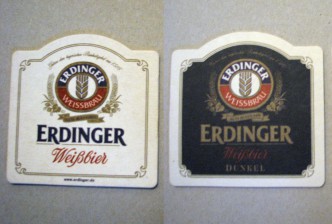 ERDINGER
WEISSBRÄU
ERDINGER
Weißbier
www.erdinger.de
ERDINGER
WEISSBRÄU
ERDINGER
Weißbier
DUNKEL